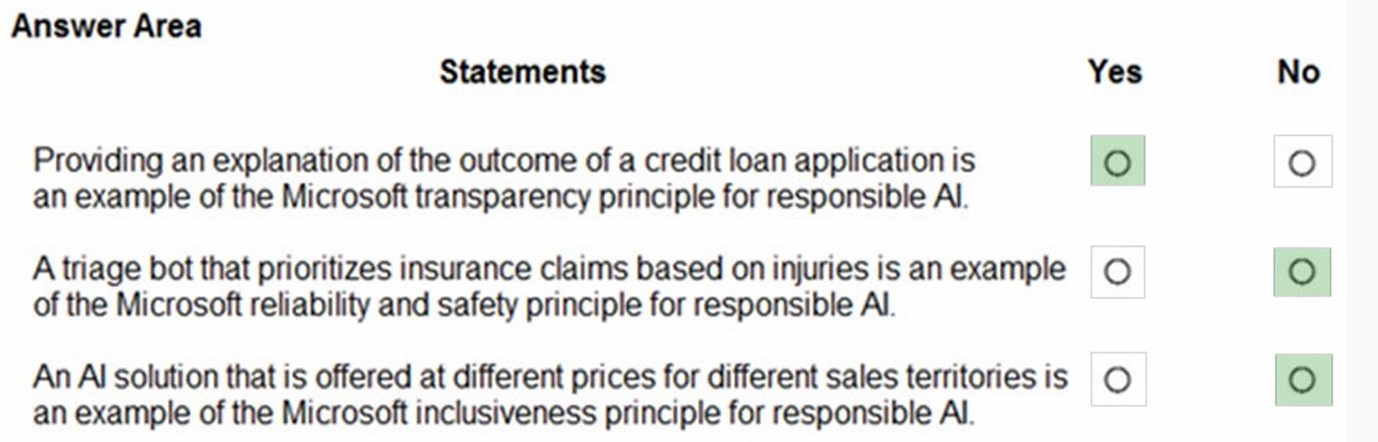 Answer Area
Statements Yes No
Providing an explanation of the outcome of a credit loan application is
an example of the Microsoft transparency principle for responsible AI.
A triage bot that prioritizes insurance claims based on injuries is an example
of the Microsoft reliability and safety principle for responsible AI.
An AI solution that is offered at different prices for different sales territories is
an example of the Microsoft inclusiveness principle for responsible AI.